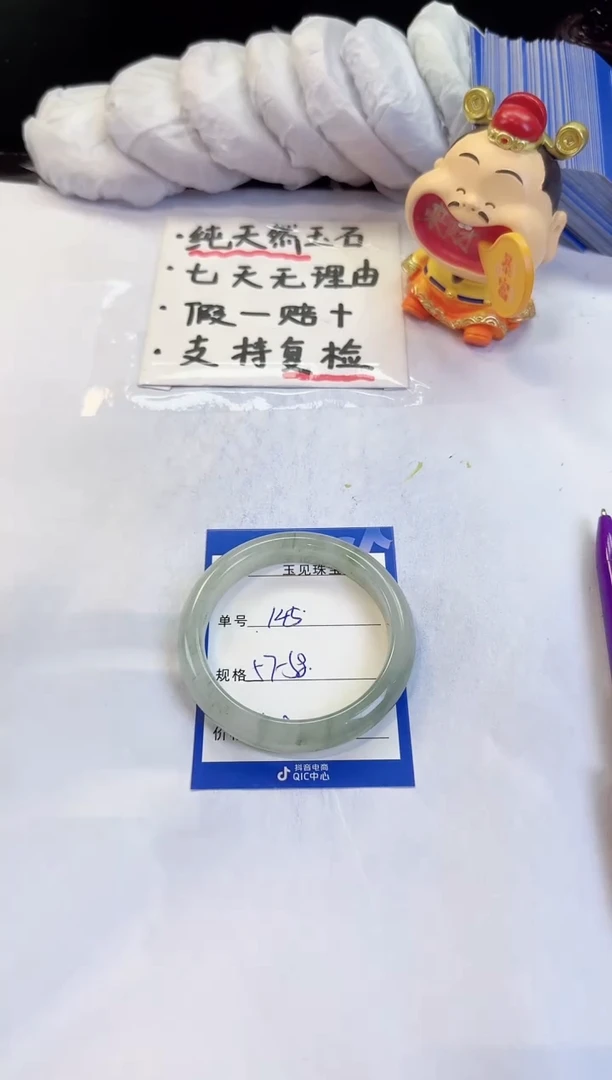 ·纯天然玉石
·七天无理由
·假一赔十
·支持复检
玉见珠宝
单号 145
规格 57-58.
抖音电商
QIC中心